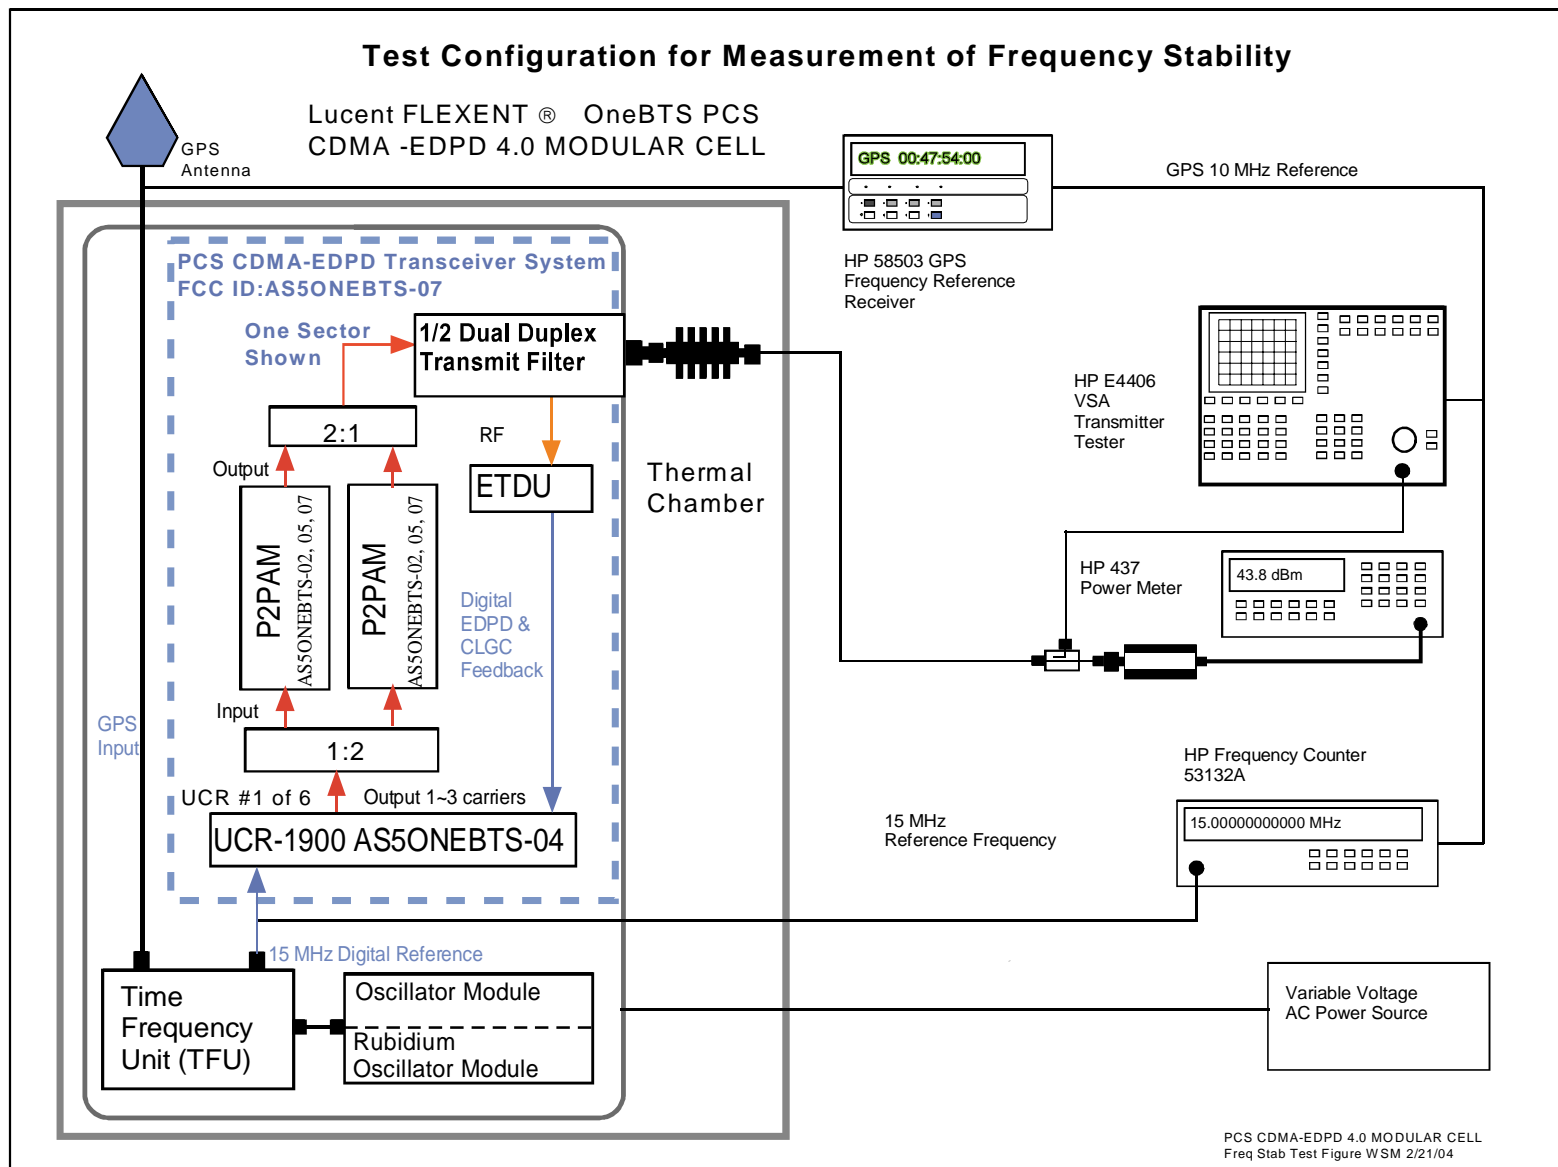 Test Configuration for Measurement of Frequency Stability
Lucent FLEXENT ® OneBTS PCS
CDMA -EDPD 4.0 MODULAR CELL
GPS
Antenna
GPS 00:47:54:00
GPS 10 MHz Reference
HP 58503 GPS
Frequency Reference
Receiver
PCS CDMA-EDPD Transceiver System
FCC ID:AS5ONEBTS-07
One Sector
Shown
1/2 Dual Duplex
Transmit Filter
2:1
RF
Output
ETDU
Thermal
Chamber
HP E4406
VSA
Transmitter
Tester
P2PAM
AS5ONEBTS-02, 05, 07
P2PAM
AS5ONEBTS-02, 05, 07
Digital
EDPD &
CLGC
Feedback
HP 437
Power Meter
43.8 dBm
Input
GPS
Input
1:2
UCR #1 of 6
Output 1~3 carriers
UCR-1900 AS5ONEBTS-04
HP Frequency Counter
53132A
15 MHz
Reference Frequency
15.00000000000 MHz
15 MHz Digital Reference
Time
Frequency
Unit (TFU)
Oscillator Module
Rubidium
Oscillator Module
Variable Voltage
AC Power Source
PCS CDMA-EDPD 4.0 MODULAR CELL
Freq Stab Test Figure WSM 2/21/04